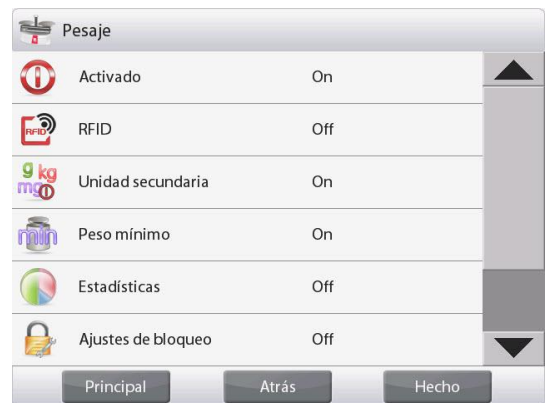 Pesaje
Activado On
RFID RFID Off
g kg
mg Unidad secundaria On
min Peso mínimo On
Estadísticas Off
Ajustes de bloqueo Off
Principal Atrás Hecho